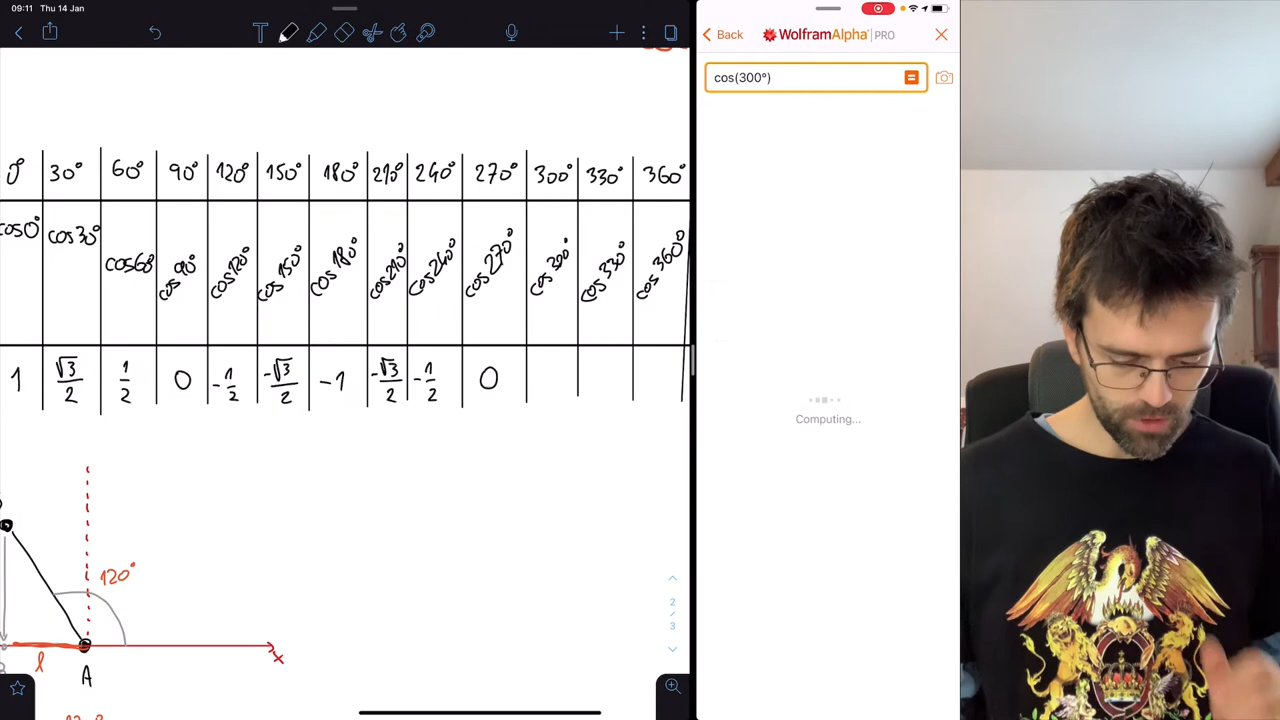 09:11 Thu 14 Jan
Back WolframAlpha PRO
cos(300°)
Computing...
0° 30° 60° 90° 120° 150° 180° 210° 240° 270° 300° 330° 360°
cos0° cos30° cos60 cos90° cos120° cos150° cos180° cos210° cos240° cos270° cos300° cos330° cos360°
1 √3/2 1/2 0 -1/2 -√3/2 -1 -√3/2 -1/2 0
120°
l
A
x
2
/
3